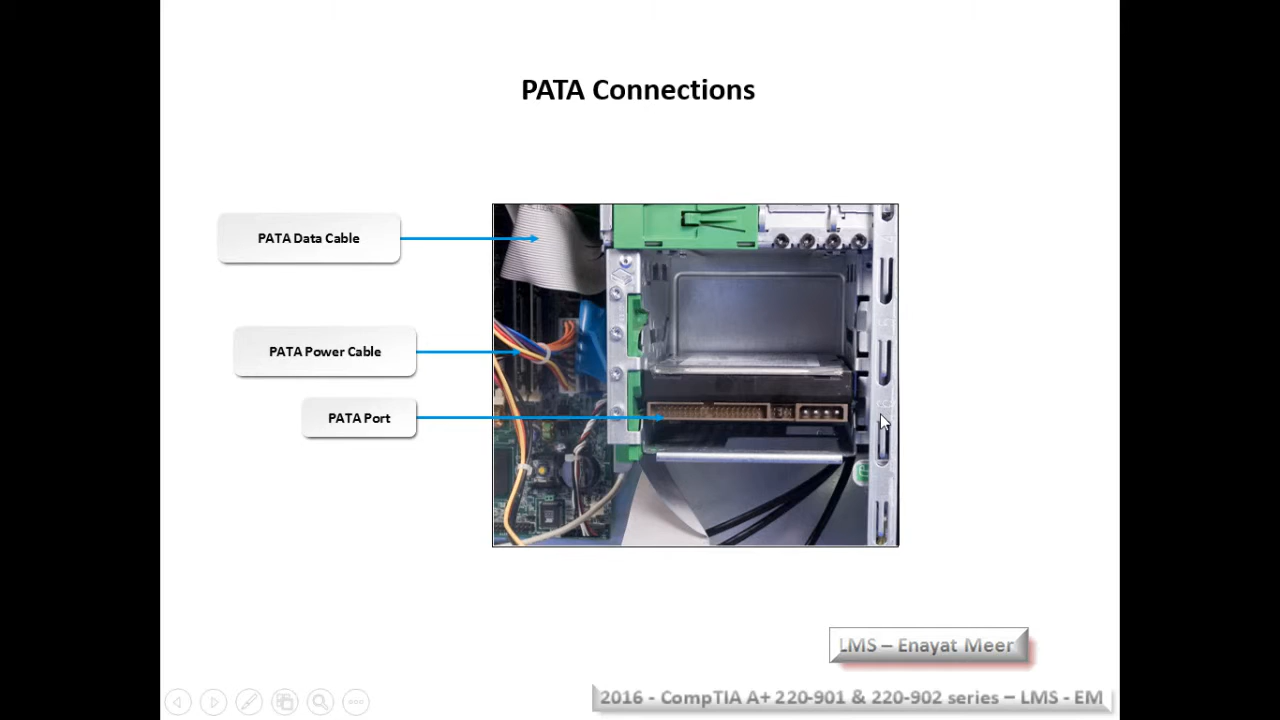 PATA Connections
PATA Data Cable
PATA Power Cable
PATA Port
LMS – Enayat Meer
2016 - CompTIA A+ 220-901 & 220-902 series – LMS - EM